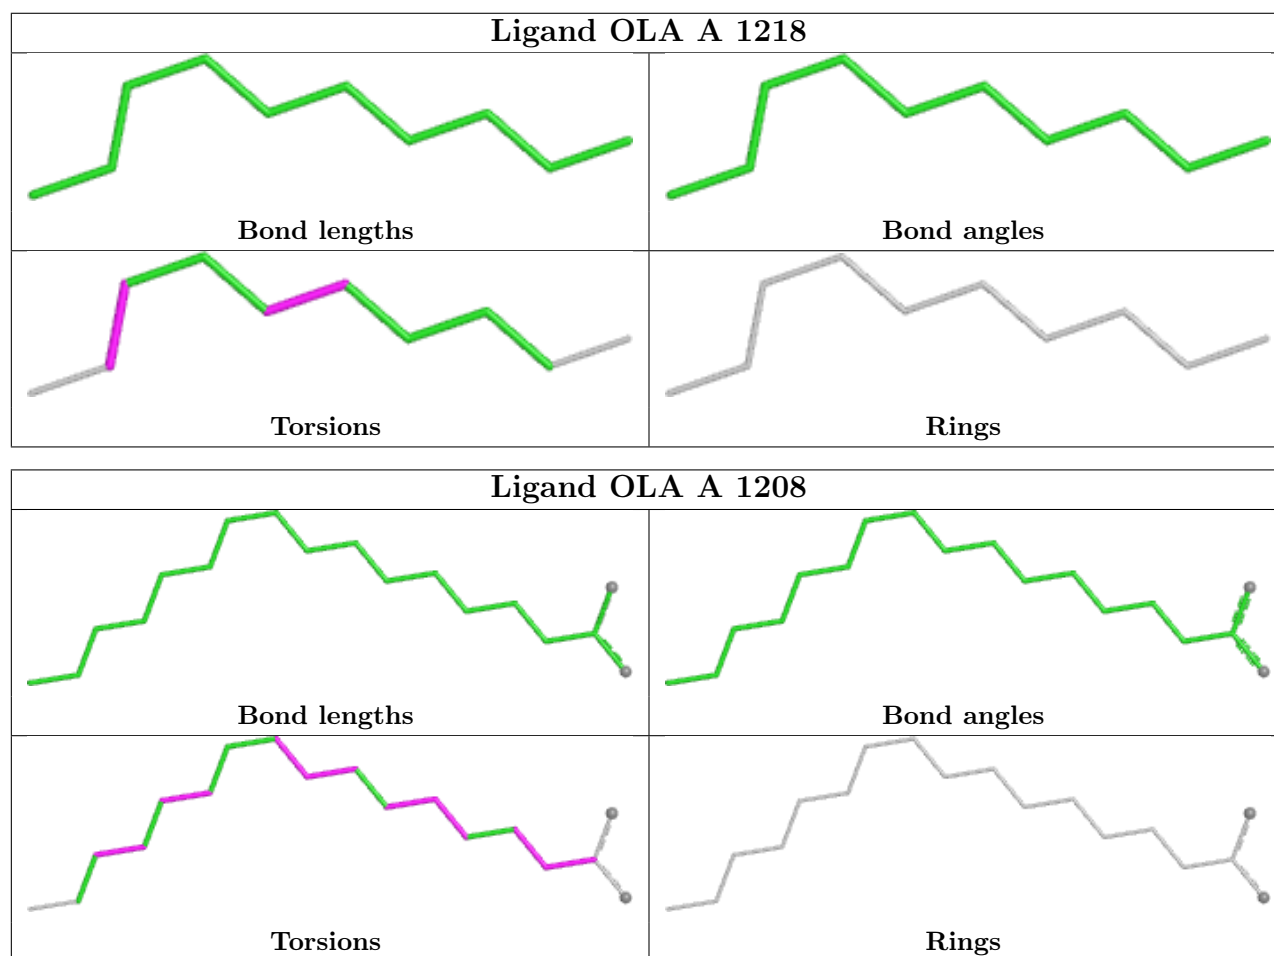 Ligand OLA A 1218
Bond lengths
Bond angles
Torsions
Rings
Ligand OLA A 1208
Bond lengths
Bond angles
Torsions
Rings